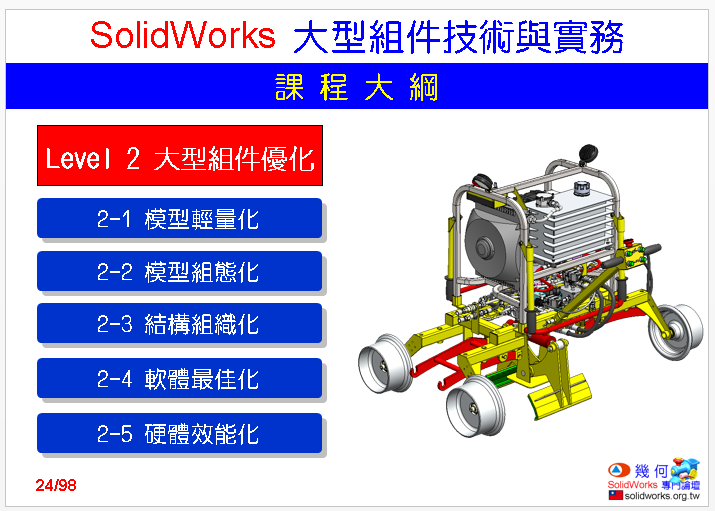 SolidWorks 大型組件技術與實務
課 程 大 綱
Level 2 大型組件優化
2-1 模型輕量化
2-2 模型組態化
2-3 結構組織化
2-4 軟體最佳化
2-5 硬體效能化
24/98
幾何
SolidWorks 專門論壇
solidworks.org.tw